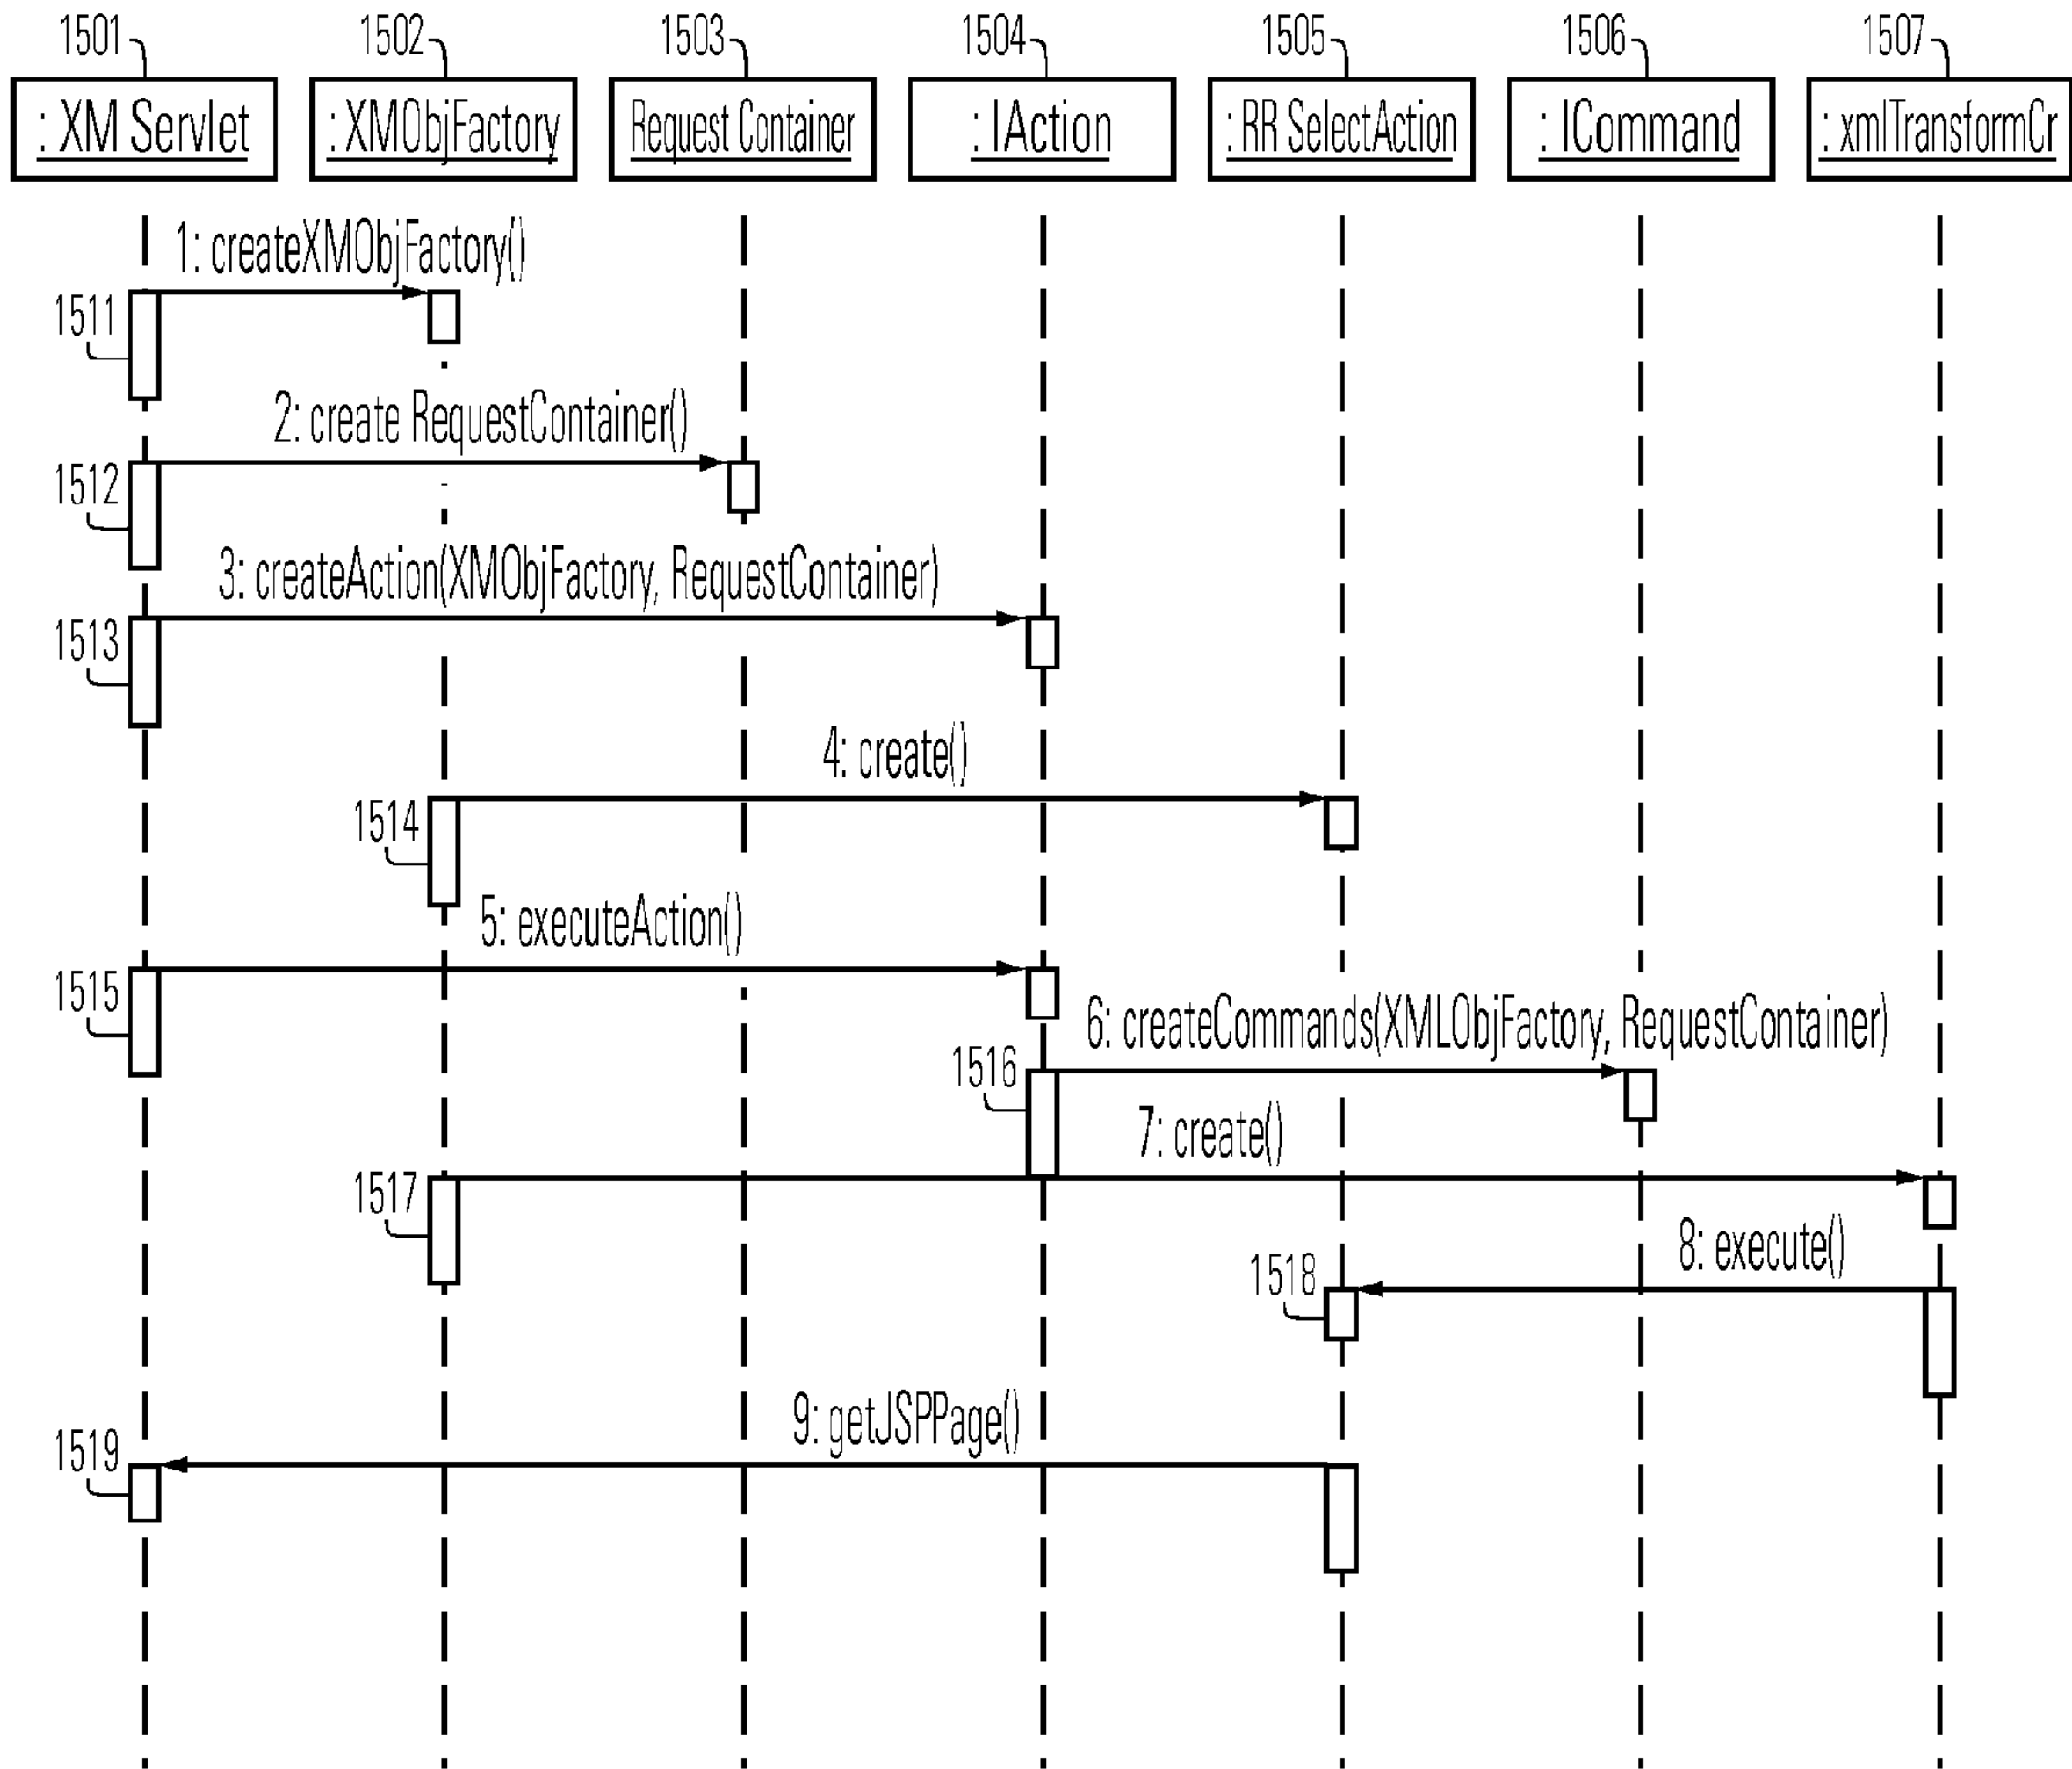 1501 1502 1503 1504 1505 1506 1507
: XM Servlet : XMObjFactory Request Container : IAction : RR SelectAction : ICommand : xmlTransformCr
1: createXMObjFactory()
1511
2: create RequestContainer()
1512
3: createAction(XMObjFactory, RequestContainer)
1513
4: create()
1514
5: executeAction()
1515
6: createCommands(XMLObjFactory, RequestContainer)
1516
7: create()
1517
8: execute()
1518
9: getJSPPage()
1519